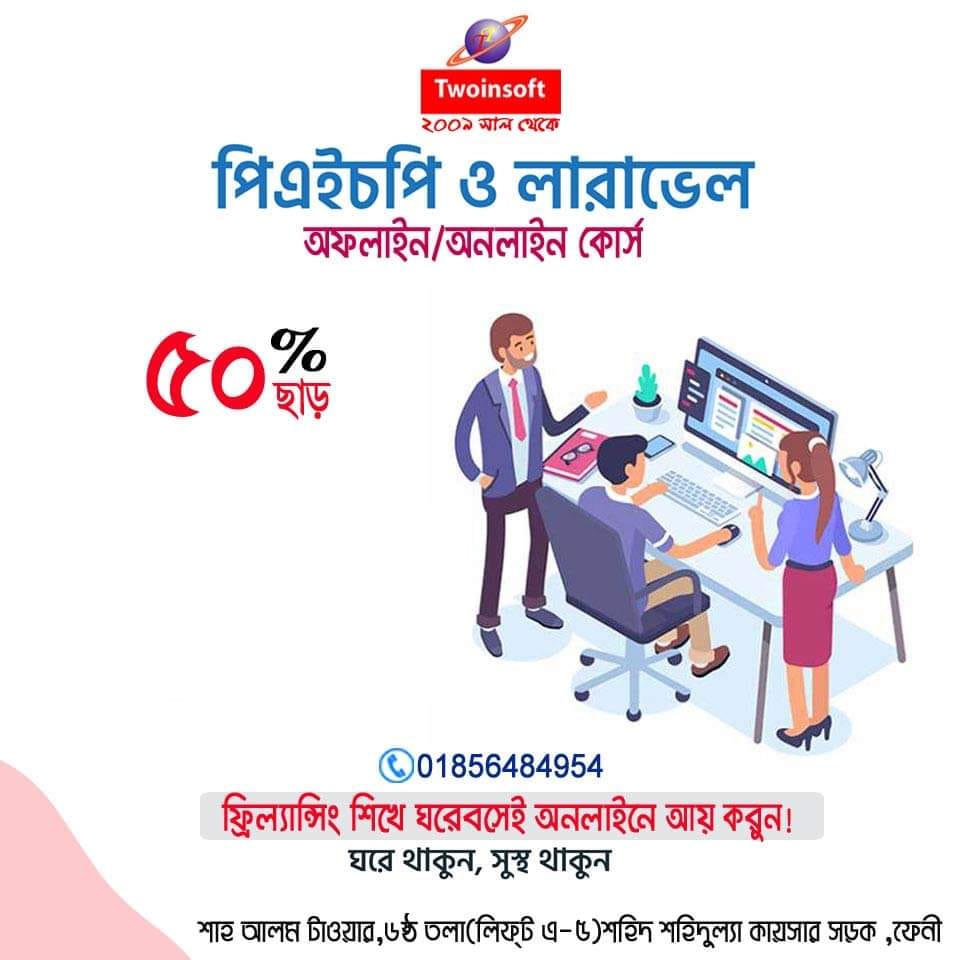 Twoinsoft
২০০৯ সাল থেকে
পিএইচপি ও লারাভেল
অফলাইন/অনলাইন কোর্স
৫০% ছাড়
01856484954
ফ্রিল্যান্সিং শিখে ঘরেবসেই অনলাইনে আয় করুন!
ঘরে থাকুন, সুস্থ থাকুন
শাহ আলম টাওয়ার,৬ষ্ঠ তলা(লিফ্ট এ-৫)শহিদ শহিদুল্যা কায়সার সড়ক ,ফেনী